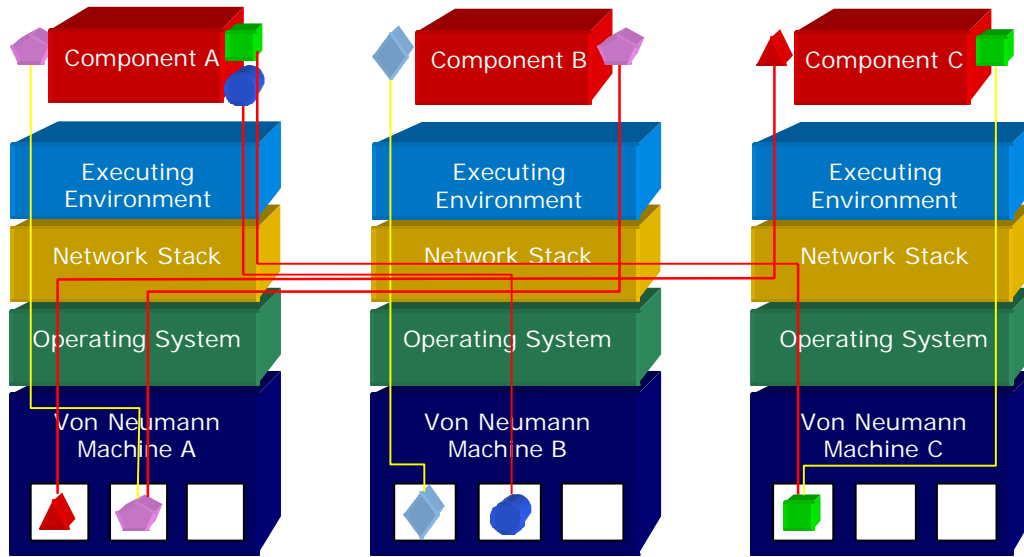 Component A
Component B
Component C
Executing
Environment
Executing
Environment
Executing
Environment
Network Stack
Network Stack
Network Stack
Operating System
Operating System
Operating System
Von Neumann
Machine A
Von Neumann
Machine B
Von Neumann
Machine C